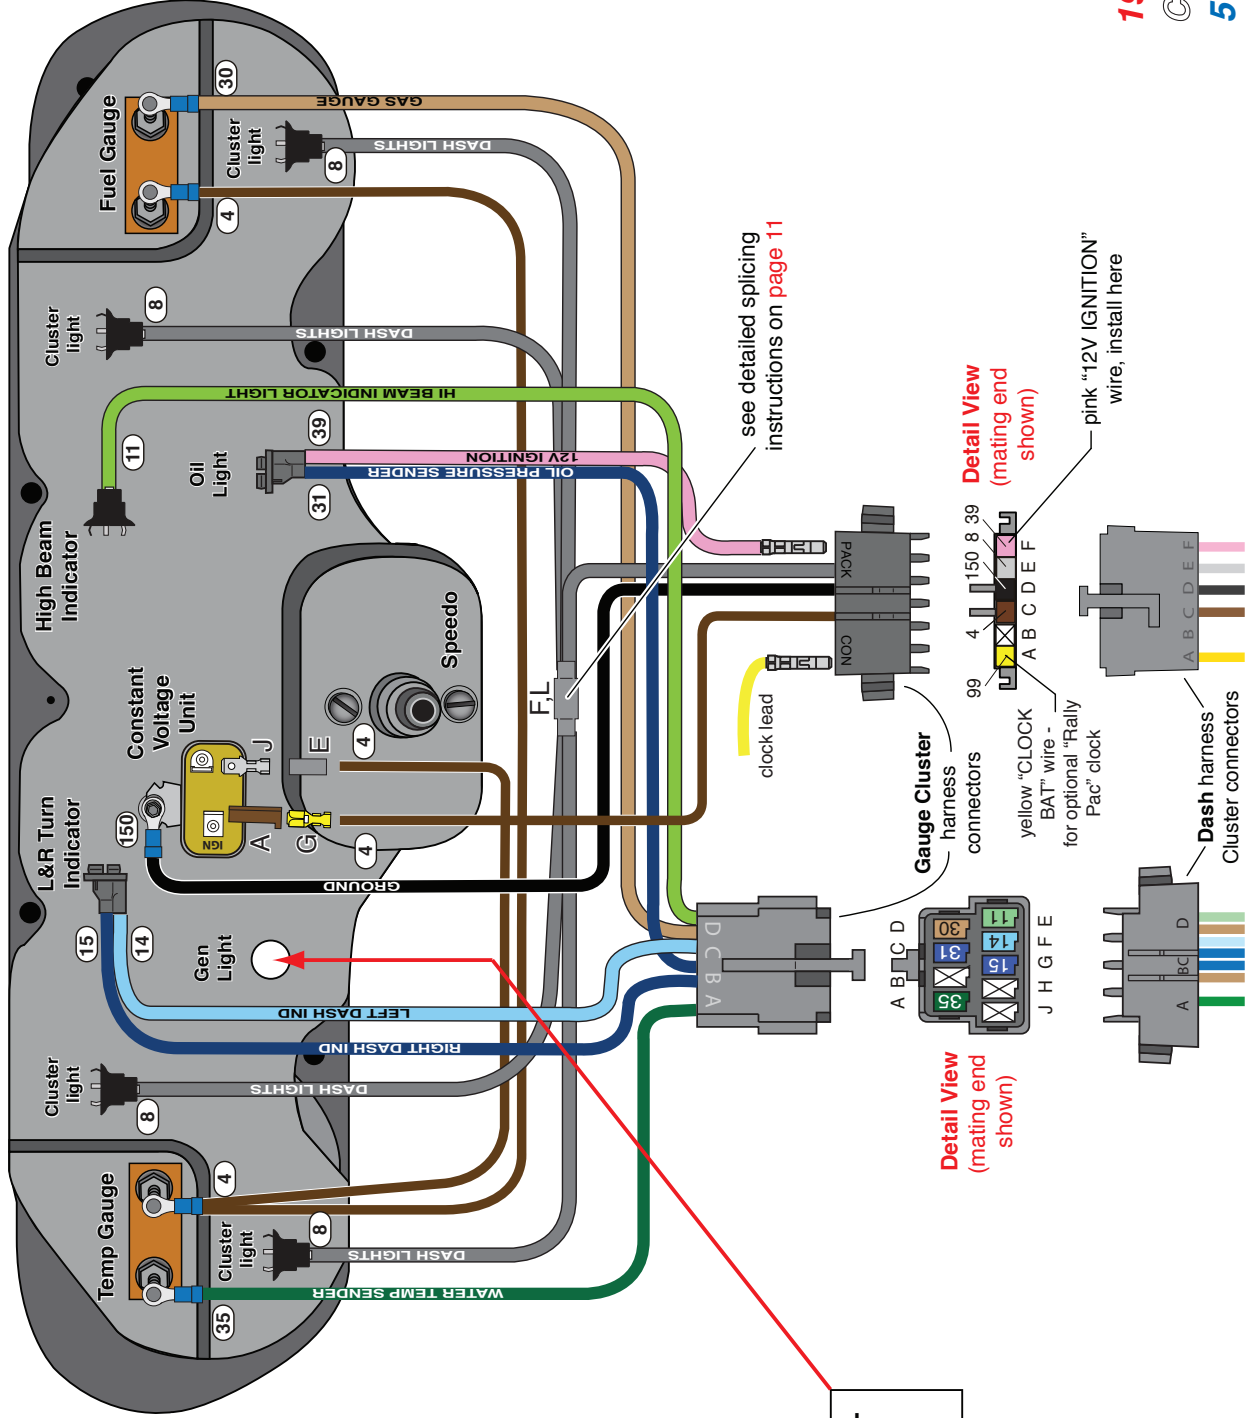 Temp Gauge
35
4
Cluster
light
8
WATER TEMP SENDER
DASH LIGHTS
Cluster
light
8
DASH LIGHTS
RIGHT DASH IND
LEFT DASH IND
Gen
Light
15
14
L&R Turn
Indicator
150
GROUND
Constant
Voltage
Unit
IGN
A
J
G
E
4
4
Speedo
High Beam
Indicator
11
Oil
Light
31
39
OIL PRESSURE SENDER
12V IGNITION
HI BEAM INDICATOR LIGHT
Cluster
light
8
DASH LIGHTS
Fuel Gauge
4
30
Cluster
light
8
DASH LIGHTS
GAS GAUGE
F,L
see detailed splicing
instructions on page 11
clock lead
A B C D
CON
PACK
Gauge Cluster
harness
connectors
Detail View
(mating end
shown)
A B C D
35
31
30
15
14
11
J H G F E
Detail View
(mating end
shown)
99
4
150
8
39
A B C D E F
yellow “CLOCK
BAT” wire -
for optional “Rally
Pac” clock
pink “12V IGNITION”
wire, install here
A
BC
D
Dash harness
Cluster connectors
A B C D E F
19
C
5